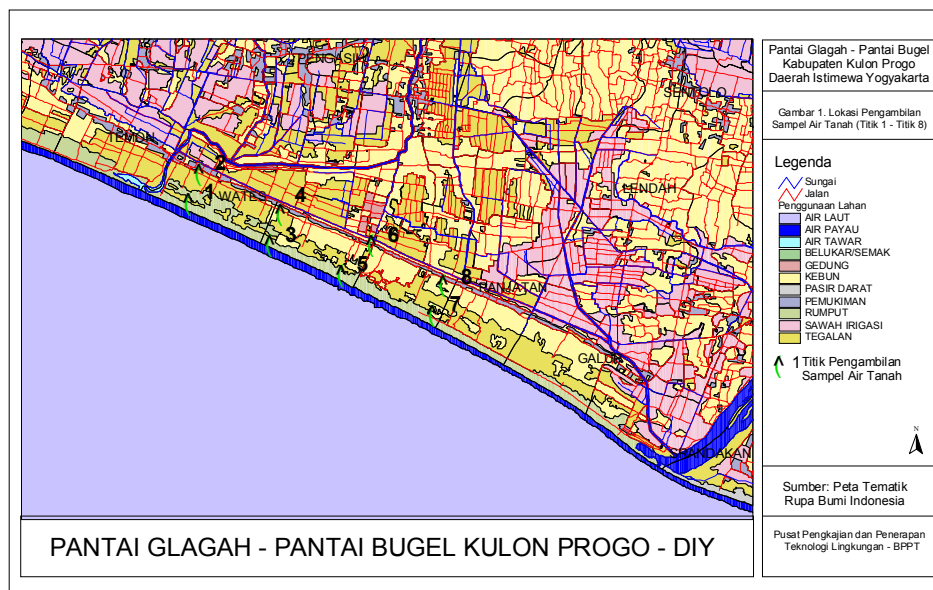 PENGASIH
SENTOLO
TEMON
2
1
WATES
4
LENDAH
3
6
5
8
PANJATAN
7
GALUR
SRANDAKAN
PANTAI GLAGAH - PANTAI BUGEL KULON PROGO - DIY
Pantai Glagah - Pantai Bugel
Kabupaten Kulon Progo
Daerah Istimewa Yogyakarta
Gambar 1. Lokasi Pengambilan
Sampel Air Tanah (Titik 1 - Titik 8)
Legenda
Sungai
Jalan
Penggunaan Lahan
AIR LAUT
AIR PAYAU
AIR TAWAR
BELUKAR/SEMAK
GEDUNG
KEBUN
PASIR DARAT
PEMUKIMAN
RUMPUT
SAWAH IRIGASI
TEGALAN
1 Titik Pengambilan
Sampel Air Tanah
N
Sumber: Peta Tematik
Rupa Bumi Indonesia
Pusat Pengkajian dan Penerapan
Teknologi Lingkungan - BPPT